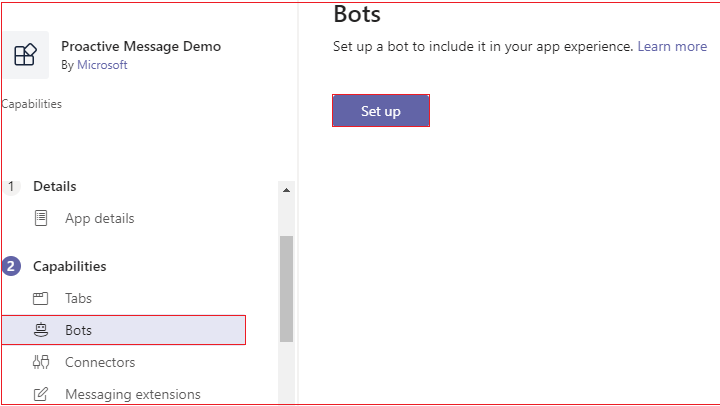 Proactive Message Demo
By Microsoft
Capabilities
1 Details
App details
2 Capabilities
Tabs
Bots
Connectors
Messaging extensions
Bots
Set up a bot to include it in your app experience. Learn more
Set up